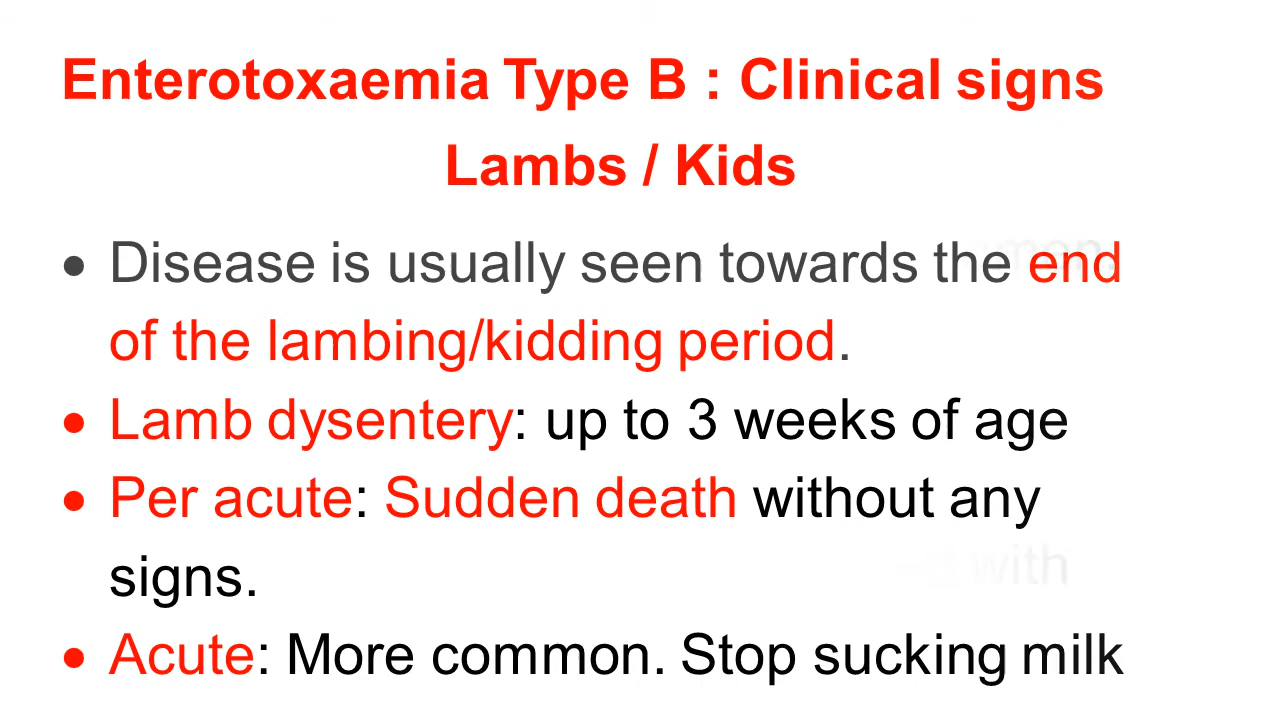 Enterotoxaemia Type B : Clinical signs
Lambs / Kids
• Disease is usually seen towards the end
of the lambing/kidding period.
• Lamb dysentery: up to 3 weeks of age
• Per acute: Sudden death without any
signs.
with
• Acute: More common. Stop sucking milk